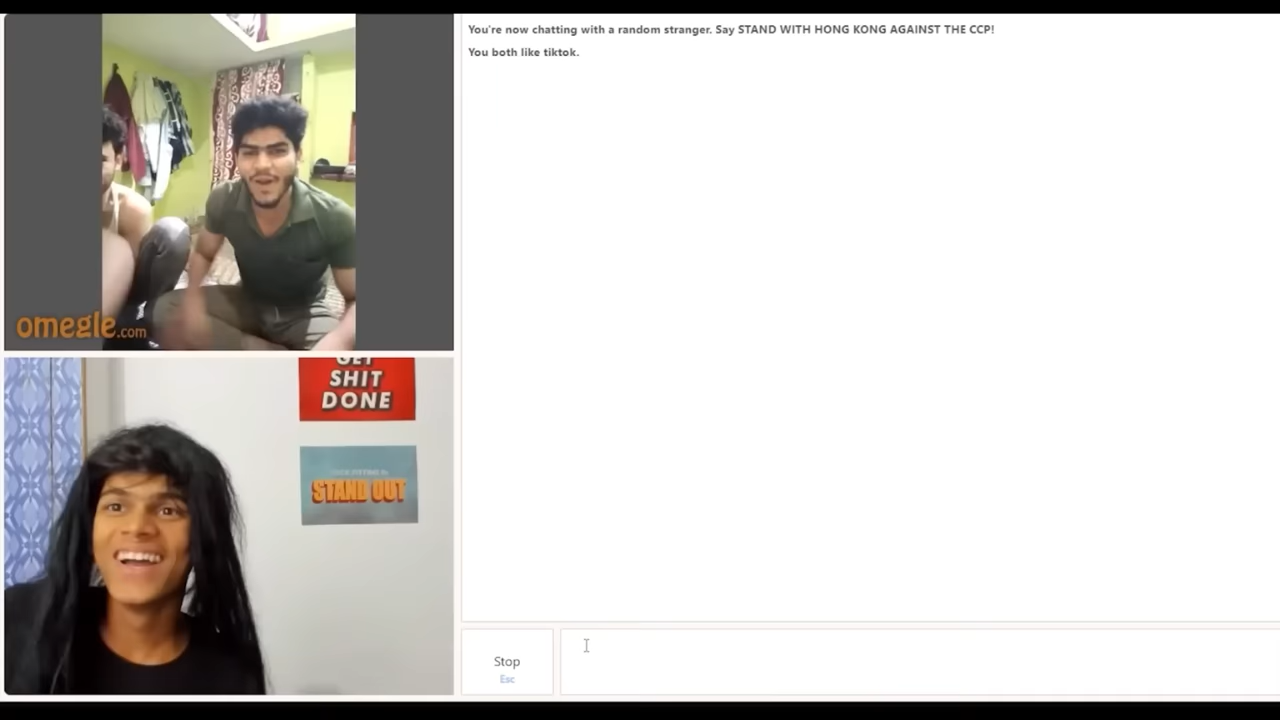 You're now chatting with a random stranger. Say STAND WITH HONG KONG AGAINST THE CCP!
You both like tiktok.
omegle.com
GET
SHIT
DONE
STAND OUT
Stop
Esc